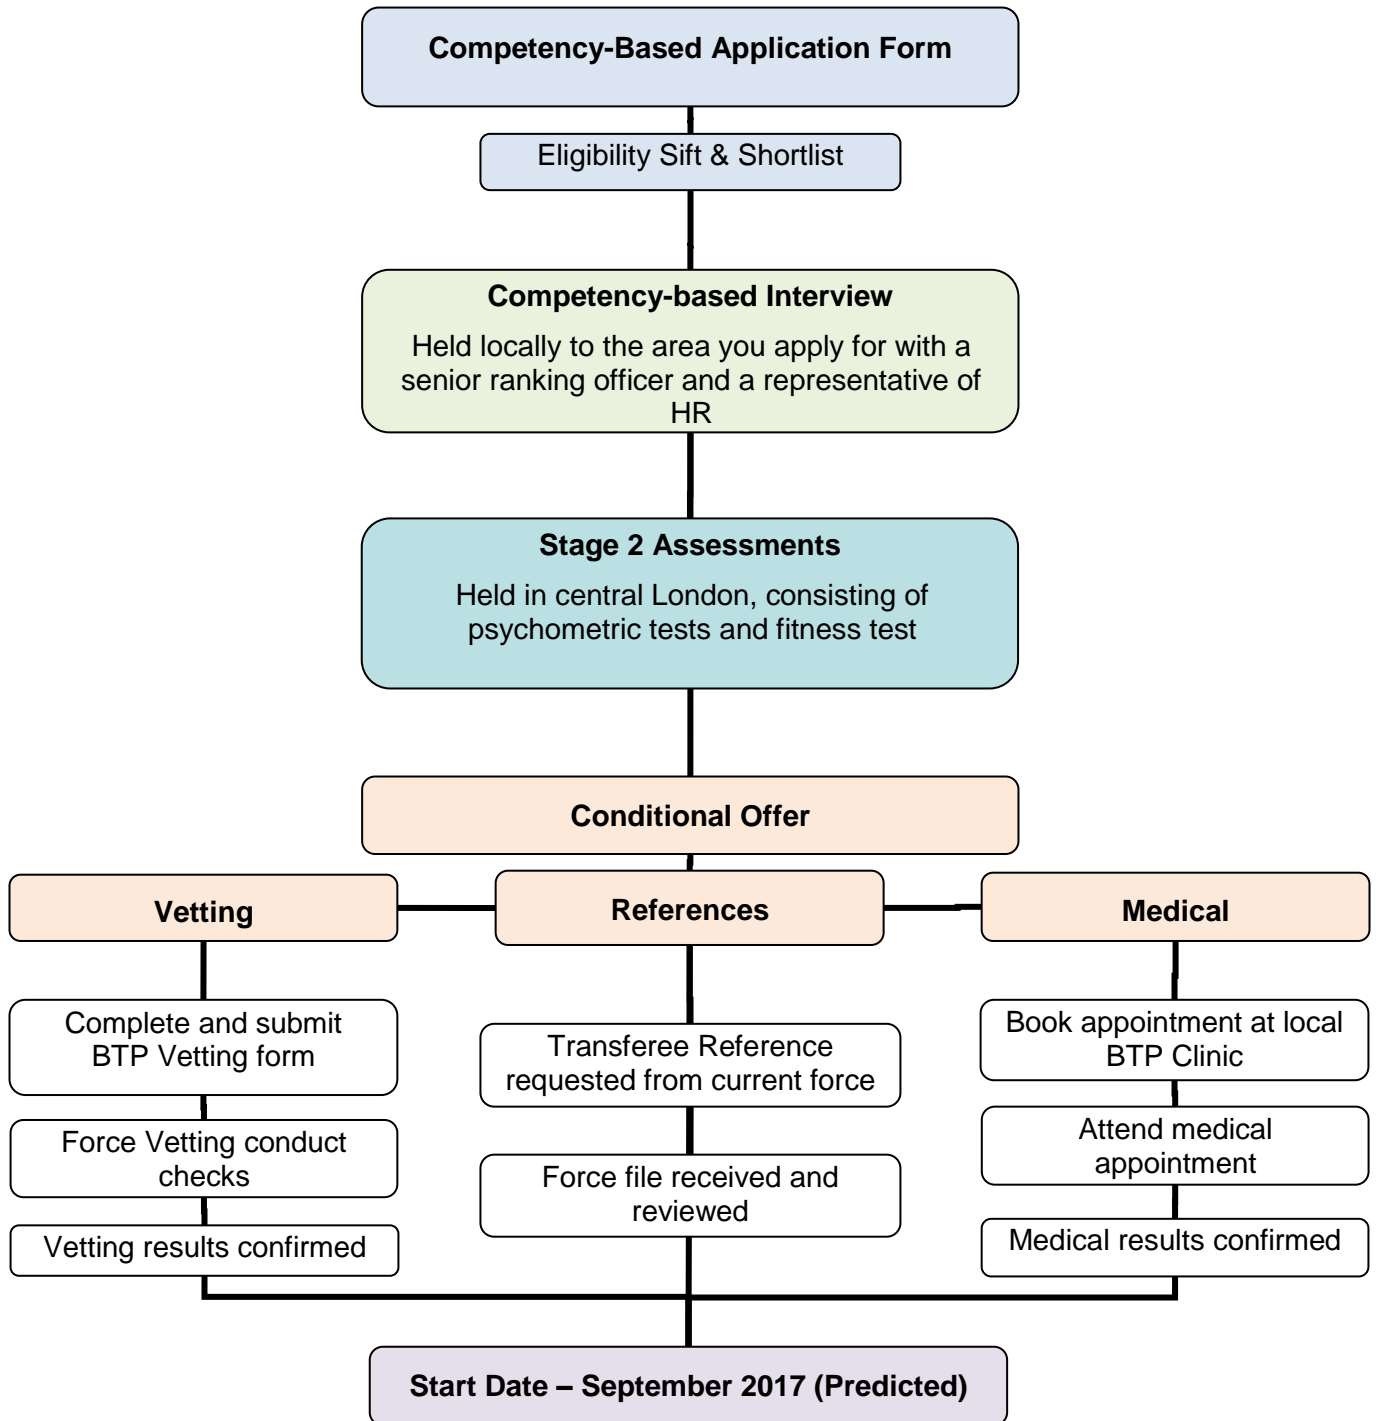 Competency-Based Application Form
Eligibility Sift & Shortlist
Competency-based Interview
Held locally to the area you apply for with a
senior ranking officer and a representative of
HR
Stage 2 Assessments
Held in central London, consisting of
psychometric tests and fitness test
Conditional Offer
Vetting
References
Medical
Complete and submit
BTP Vetting form
Force Vetting conduct
checks
Vetting results confirmed
Transferee Reference
requested from current force
Force file received and
reviewed
Book appointment at local
BTP Clinic
Attend medical
appointment
Medical results confirmed
Start Date – September 2017 (Predicted)